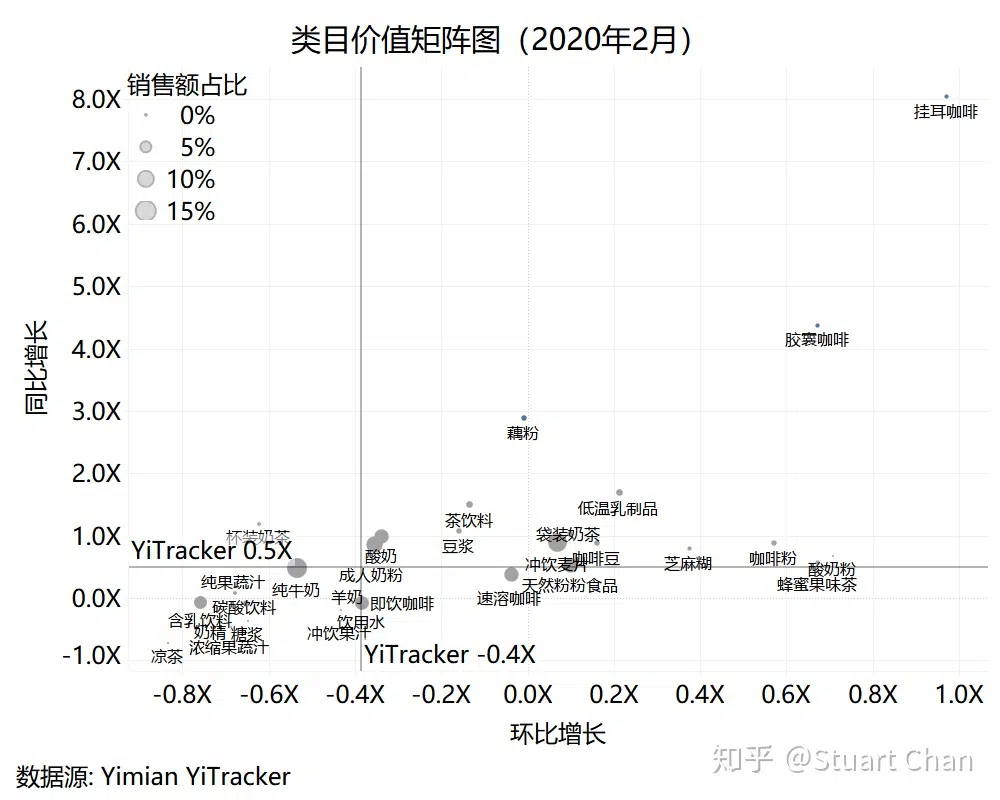 类目价值矩阵图（2020年2月）
销售额占比
0%
5%
10%
15%
同比增长
8.0X
7.0X
6.0X
5.0X
4.0X
3.0X
2.0X
1.0X
0.0X
-1.0X
挂耳咖啡
胶寰咖啡
藕粉
低温乳制品
茶饮料
杯装奶茶
袋装奶茶
豆浆
YiTracker 0.5X
酸奶
咖啡豆
芝麻糊
咖啡粉
冲饮麦片
酸奶粉
成人奶粉
纯果蔬汁
纯牛奶
天然粉粉食品
蜂蜜果味茶
羊奶
即饮咖啡
速溶咖啡
碳酸饮料
含乳饮料
饮用水
奶精
糖浆
冲饮果汁
浓缩果蔬汁
凉茶
YiTracker -0.4X
-0.8X -0.6X -0.4X -0.2X 0.0X 0.2X 0.4X 0.6X 0.8X 1.0X
环比增长
知乎 @Stuart Chan
数据源: Yimian YiTracker